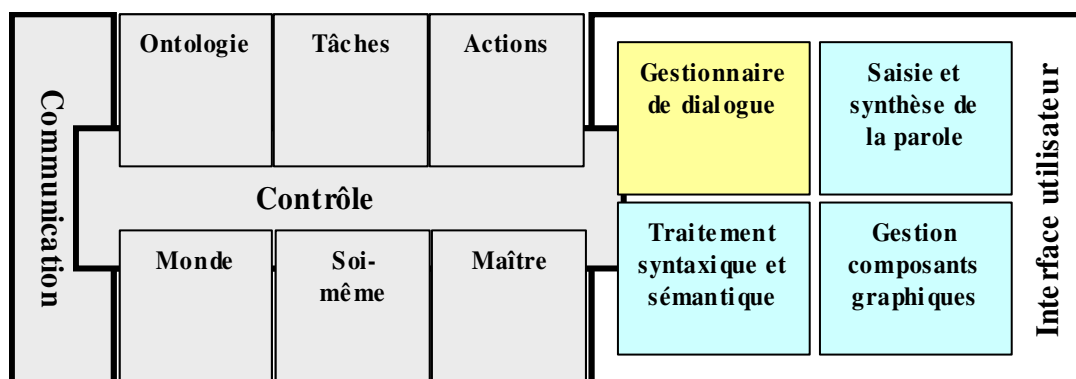 Communication
Ontologie
Tâches
Actions
Contrôle
Monde
Soi-
même
Maître
Gestionnaire
de dialogue
Saisie et
synthèse de
la parole
Traitement
syntaxique et
sémantique
Gestion
composants
graphiques
Interface utilisateur